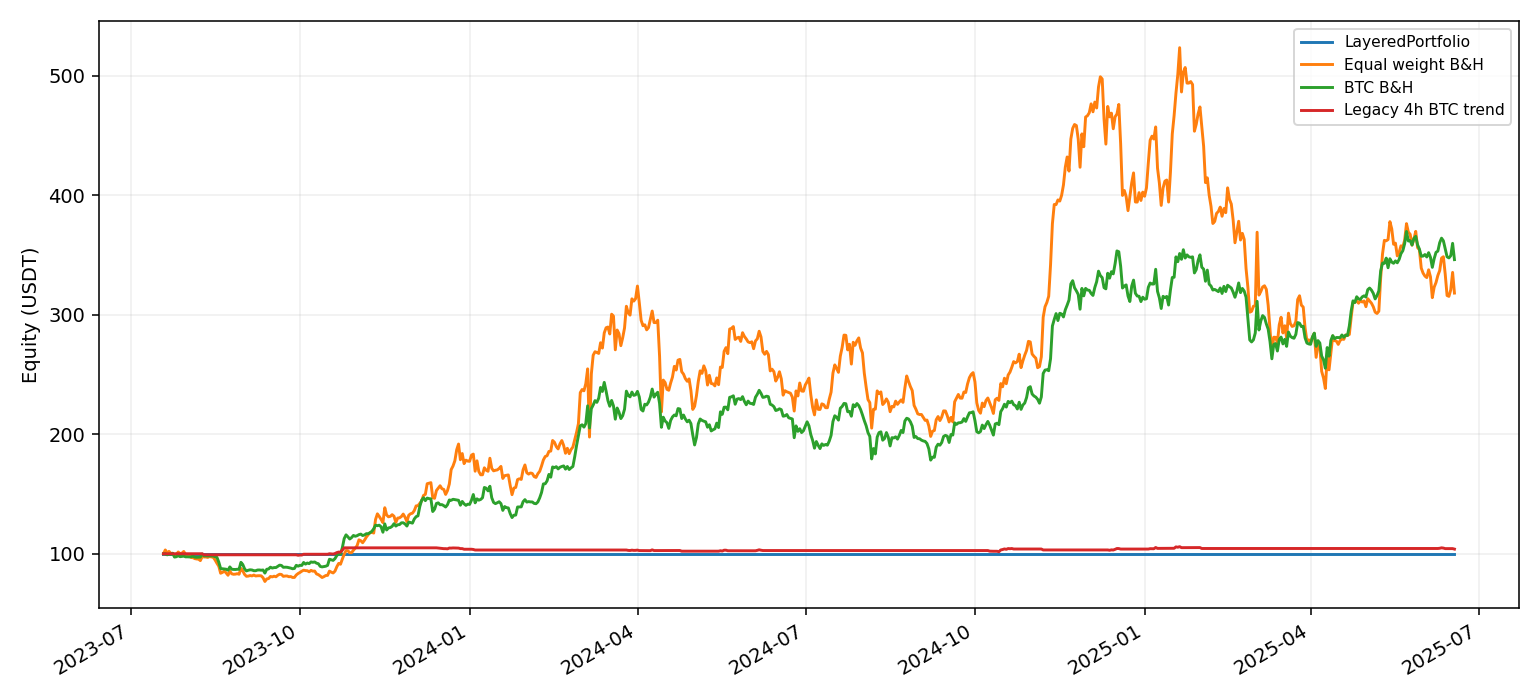 LayeredPortfolio
Equal weight B&H
BTC B&H
Legacy 4h BTC trend
Equity (USDT)
500
400
300
200
100
2023-07
2023-10
2024-01
2024-04
2024-07
2024-10
2025-01
2025-04
2025-07